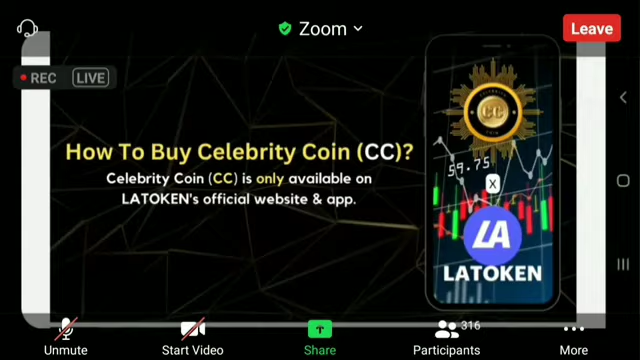 Zoom
Leave
REC
LIVE
How To Buy Celebrity Coin (CC)?
Celebrity Coin (CC) is only available on
LATOKEN's official website & app.
CC
59.75
X
LA
LATOKEN
Unmute
Start Video
Share
Participants
316
More